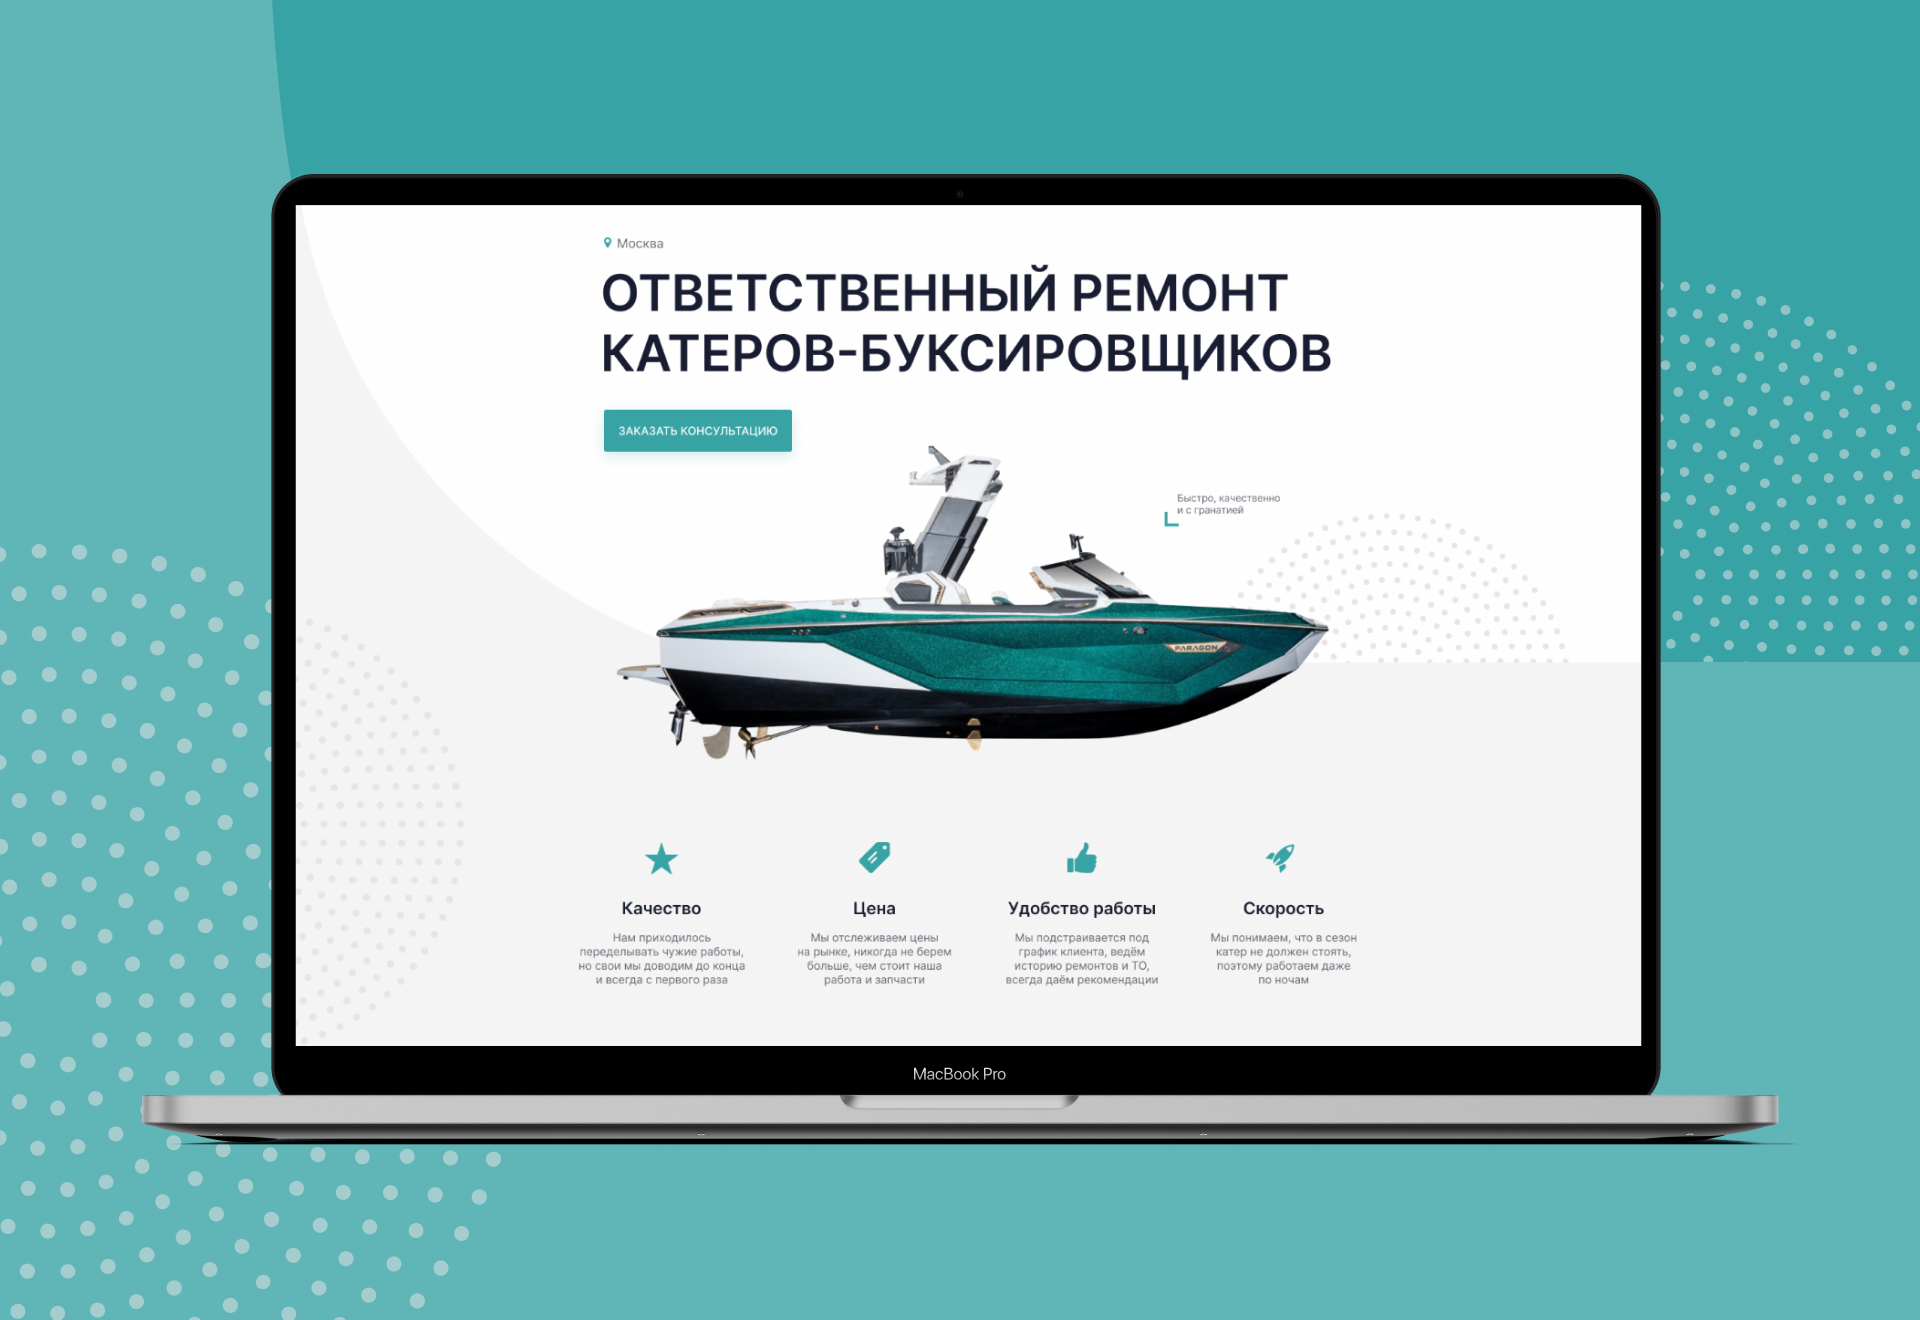 Москва
ОТВЕТСТВЕННЫЙ РЕМОНТ
КАТЕРОВ-БУКСИРОВЩИКОВ
ЗАКАЗАТЬ КОНСУЛЬТАЦИЮ
Быстро, качественно
и с гранатией
PARAGON
Качество
Нам приходилось
переделывать чужие работы,
но свои мы доводим до конца
и всегда с первого раза
Цена
Мы отслеживаем цены
на рынке, никогда не берем
больше, чем стоит наша
работа и запчасти
Удобство работы
Мы подстраивается под
график клиента, ведём
историю ремонтов и ТО,
всегда даём рекомендации
Скорость
Мы понимаем, что в сезон
катер не должен стоять,
поэтому работаем даже
по ночам
MacBook Pro